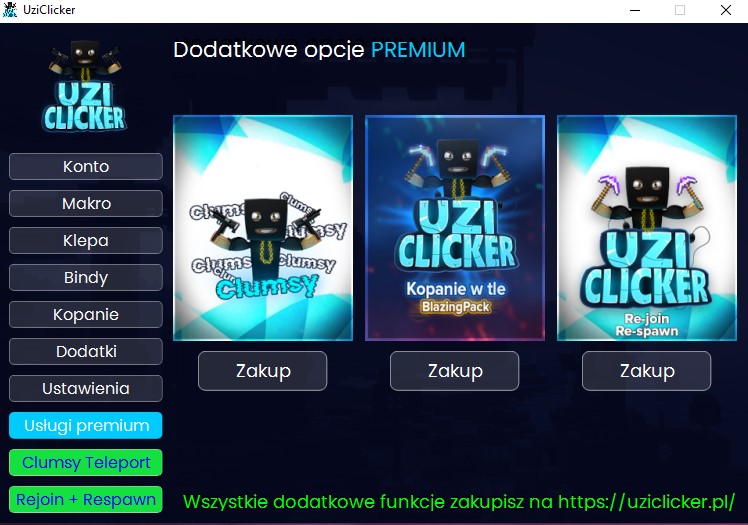 UziClicker
UZI
CLICKER
Dodatkowe opcje PREMIUM
Konto
Makro
Klepa
Bindy
Kopanie
Dodatki
Ustawienia
Usługi premium
Clumsy Teleport
Rejoin + Respawn
Clumsy
Clumsy
Clumsy
Clumsy
UZI
CLICKER
Kopanie w tle
BlazingPack
UZI
CLICKER
Re-join
Re-spawn
Zakup
Zakup
Zakup
Wszystkie dodatkowe funkcje zakupisz na https://uziclicker.pl/